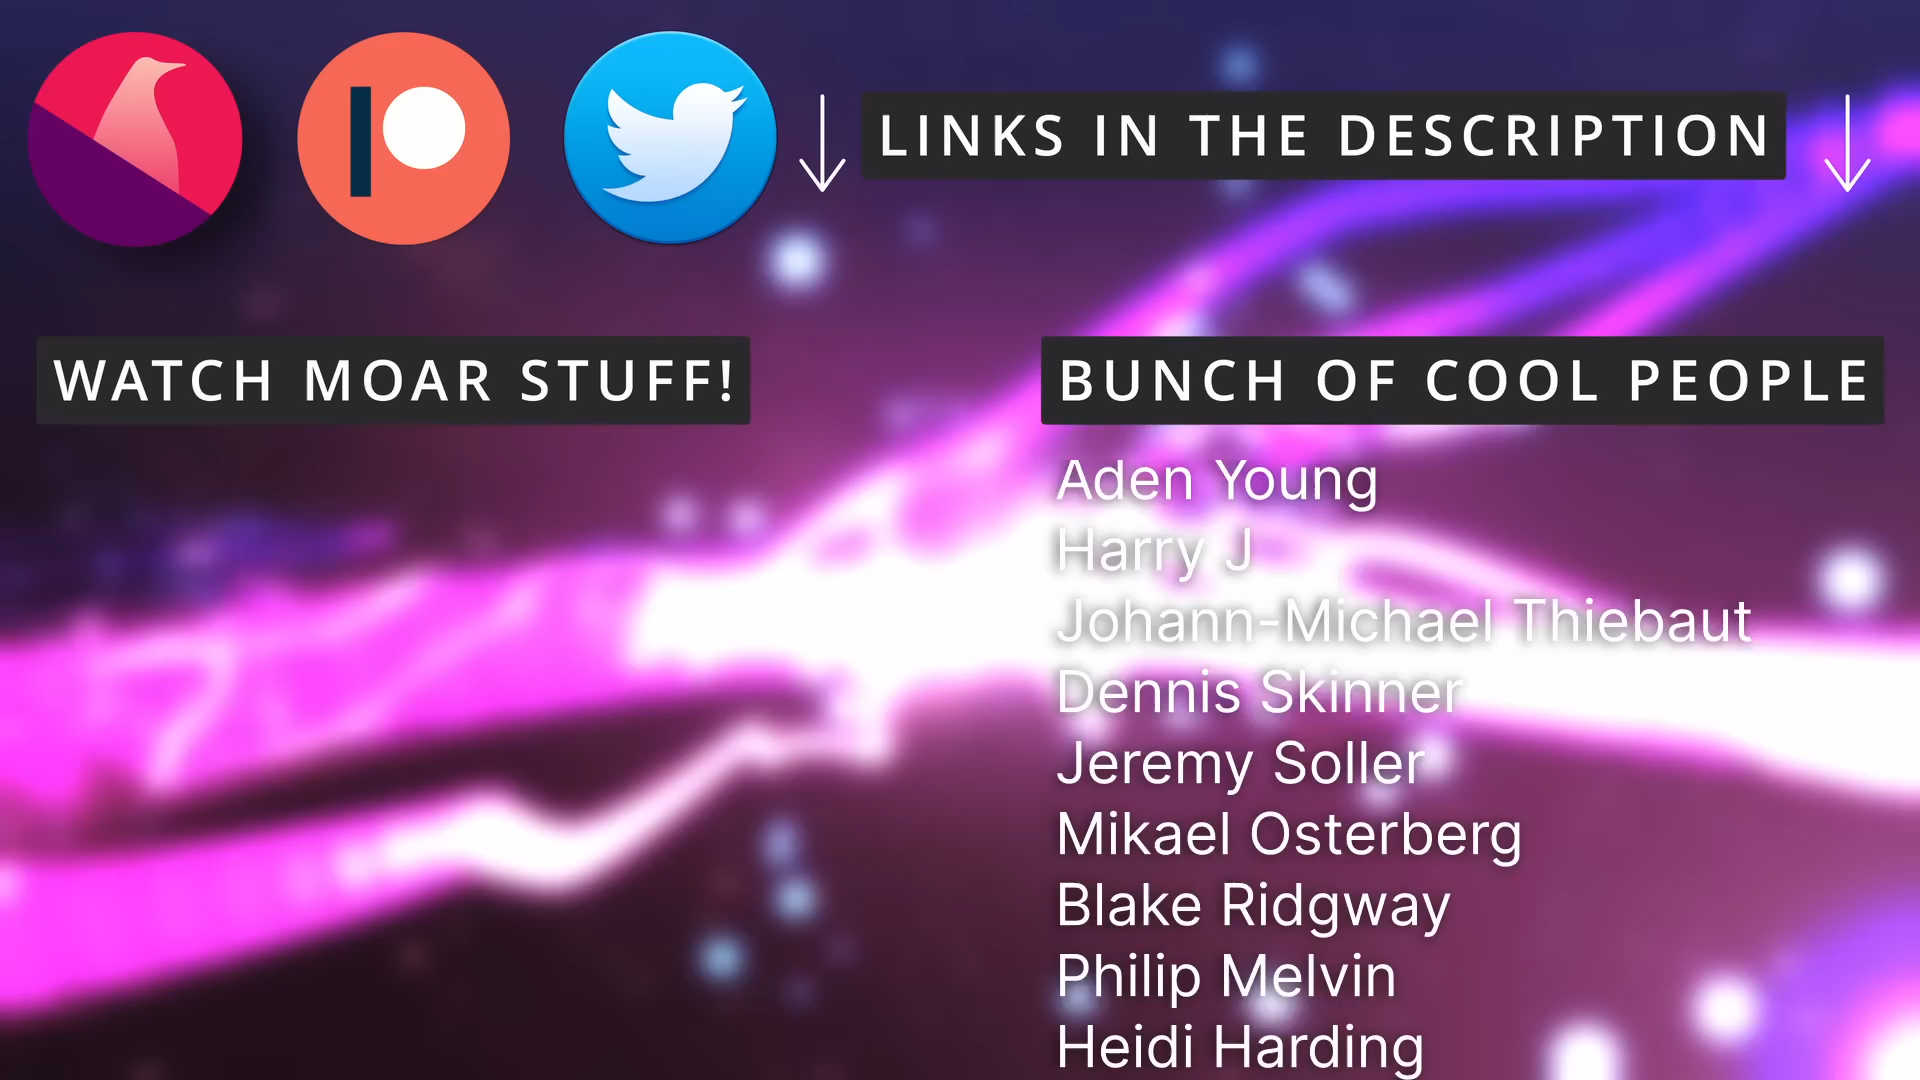 LINKS IN THE DESCRIPTION
WATCH MOAR STUFF!
BUNCH OF COOL PEOPLE
Aden Young
Harry J
Johann-Michael Thiebaut
Dennis Skinner
Jeremy Soller
Mikael Osterberg
Blake Ridgway
Philip Melvin
Heidi Harding